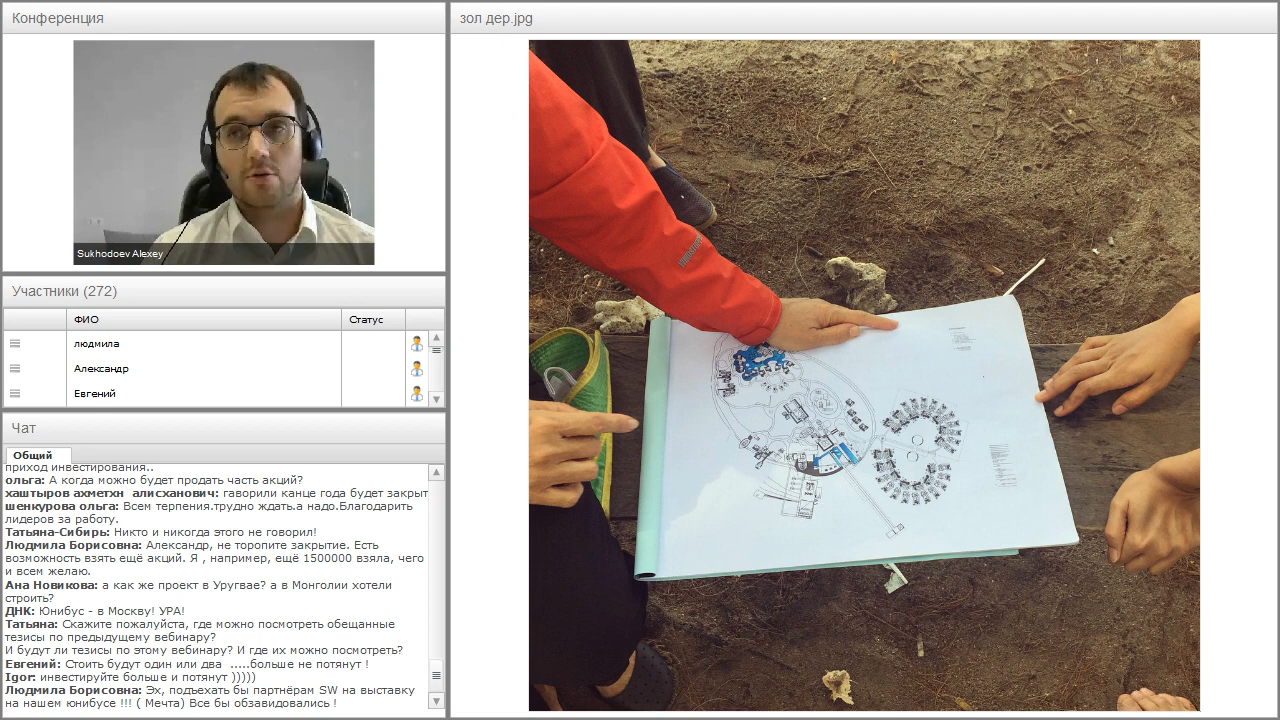 Конференция
зол дер.jpg
Sukhodoev Alexey
Участники (272)
ФИО
Статус
людмила
Александр
Евгений
Чат
Общий
приход инвестирования..
Ольга: А когда можно будет продать часть акций?
хаштыров алисханович: гаворили канце года будет закрыт
шенкурова ольга: Всем терпения.трудно ждать.а надо.Благодарить
лидеров за работу.
Татьяна-Сибирь: Никто и никогда этого не говорил!
Людмила Борисовна: Александр, не торопите закрытие. Есть
возможность взять ещё акций. Я , например, ещё 1500000 взяла, чего
и всем желаю.
Ана Новикова: а как же проект в Уругвае? а в Монголии хотели
строить?
ДНК: Юнибус - в Москву! УРА!
Татьяна: Скажите пожалуйста, где можно посмотреть обещанные
тезисы по предыдущему вебинару?
И будут ли тезисы по этому вебинару? И где их можно посмотреть?
Евгений: Стоить будут один или два .....больше не потянут !
Igor: инвестируйте больше и потянут )))))
Людмила Борисовна: Эх, подъехать бы партнёрам SW на выставку
на нашем юнибусе !!! ( Мечты) Все бы обзавидовались !